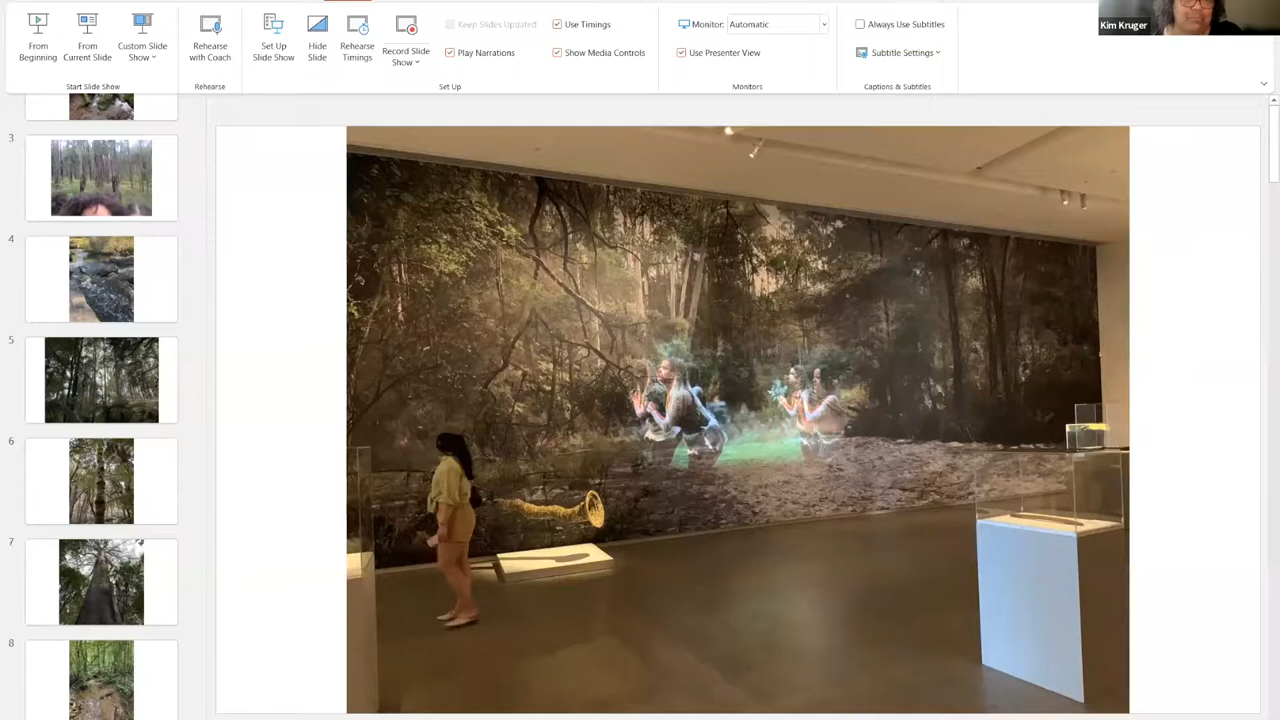 Keep Slides Updated
Use Timings
Monitor:
Automatic
Always Use Subtitles
Kim Kruger
From
Beginning
From
Current Slide
Custom Slide
Show
Rehearse
with Coach
Set Up
Slide Show
Hide
Slide
Rehearse
Timings
Record Slide
Show
Play Narrations
Show Media Controls
Use Presenter View
Subtitle Settings
Start Slide Show
Rehearse
Set Up
Monitors
Captions & Subtitles
3
4
5
6
7
8